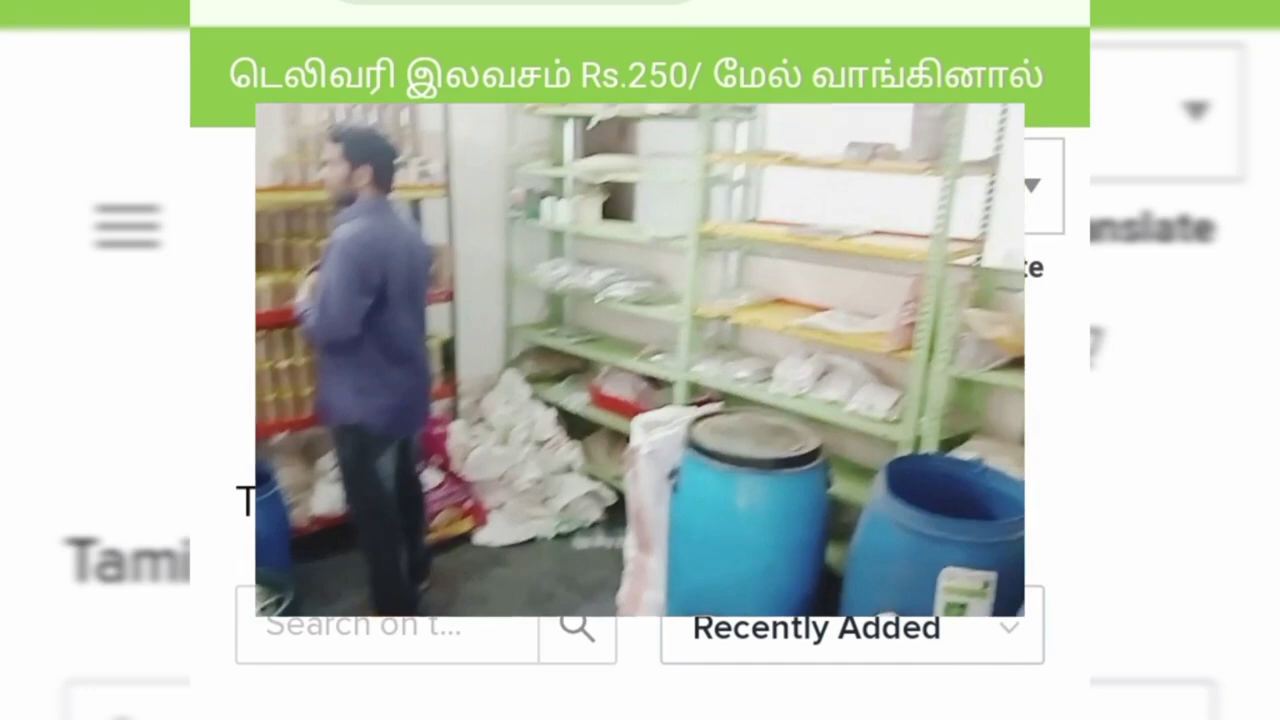 டெலிவரி இலவசம் Rs.250/ மேல் வாங்கினால்
Search on t...
Recently Added